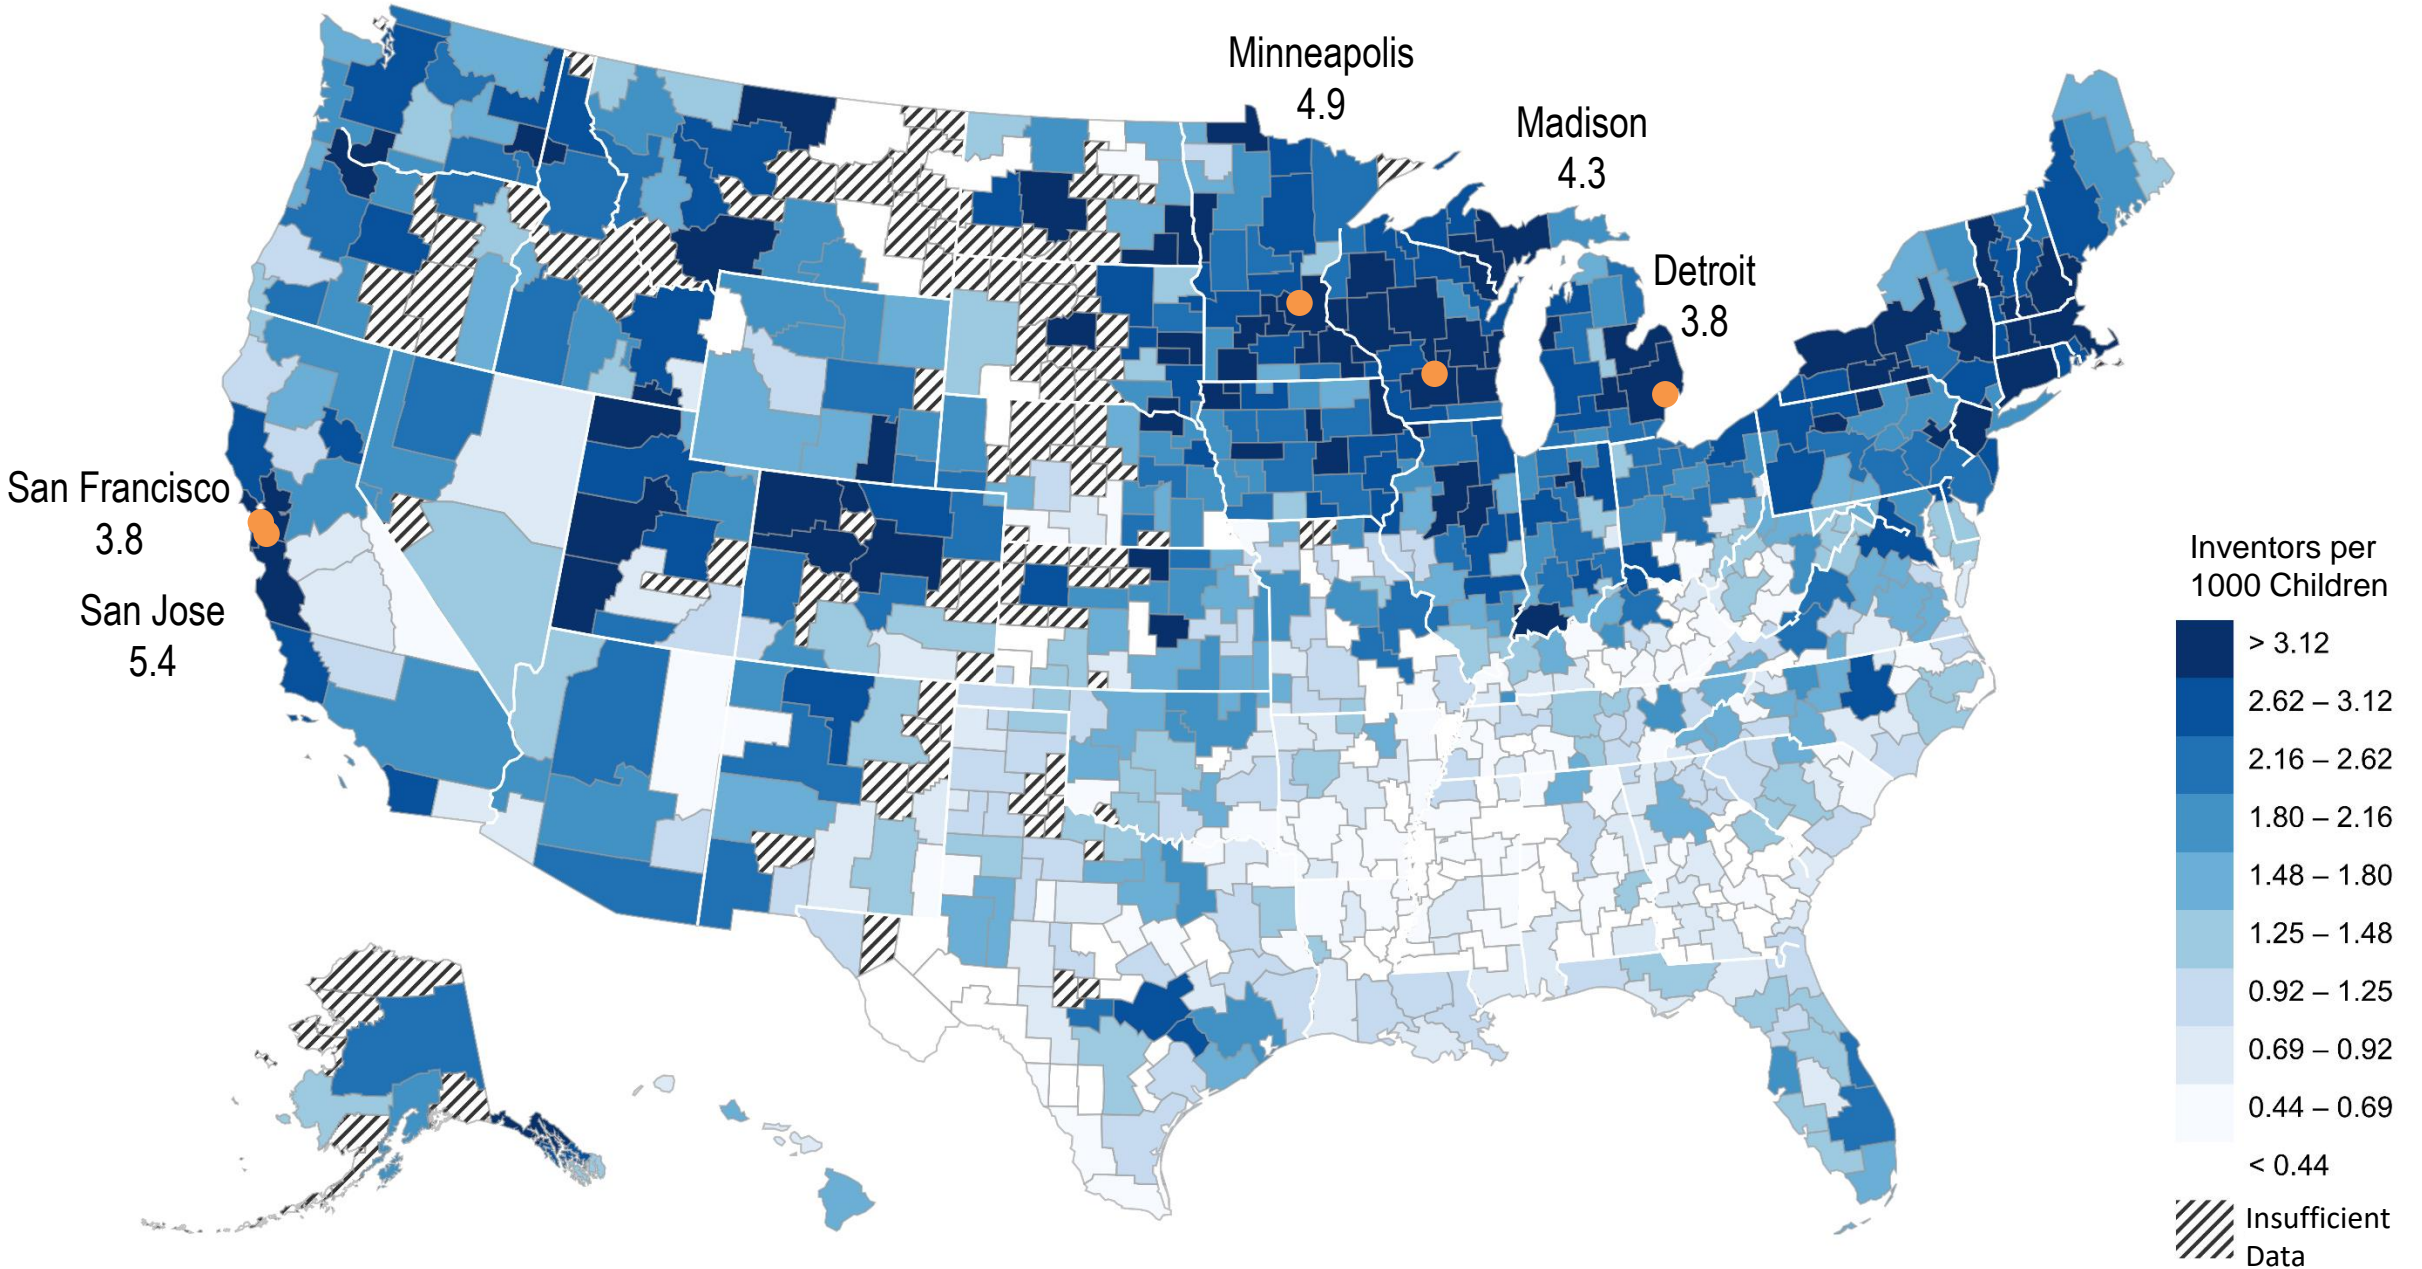 Minneapolis
4.9
Madison
4.3
Detroit
3.8
San Francisco
3.8
San Jose
5.4
Inventors per
1000 Children
> 3.12
2.62 – 3.12
2.16 – 2.62
1.80 – 2.16
1.48 – 1.80
1.25 – 1.48
0.92 – 1.25
0.69 – 0.92
0.44 – 0.69
< 0.44
Insufficient
Data